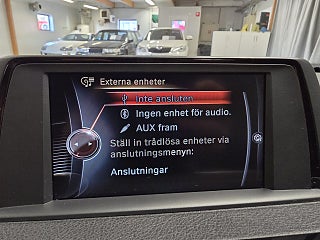 Externa enheter
Inte ansluten
Ingen enhet för audio.
AUX fram
Ställ in trådlösa enheter via
anslutningsmenyn:
Anslutningar